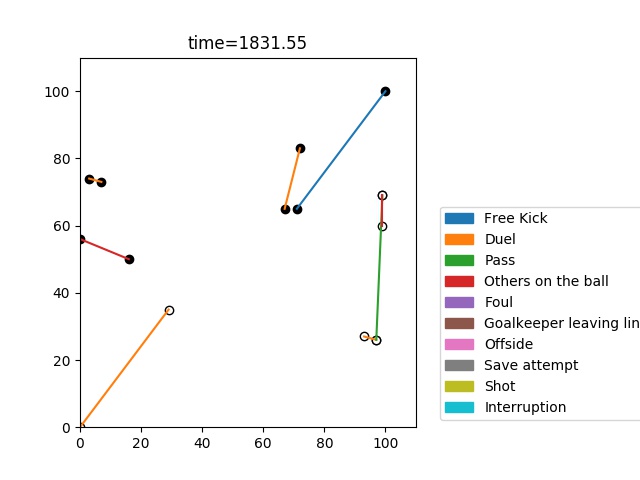 time=1831.55
100
80
60
40
20
0
0 20 40 60 80 100
Free Kick
Duel
Pass
Others on the ball
Foul
Goalkeeper leaving lin
Offside
Save attempt
Shot
Interruption